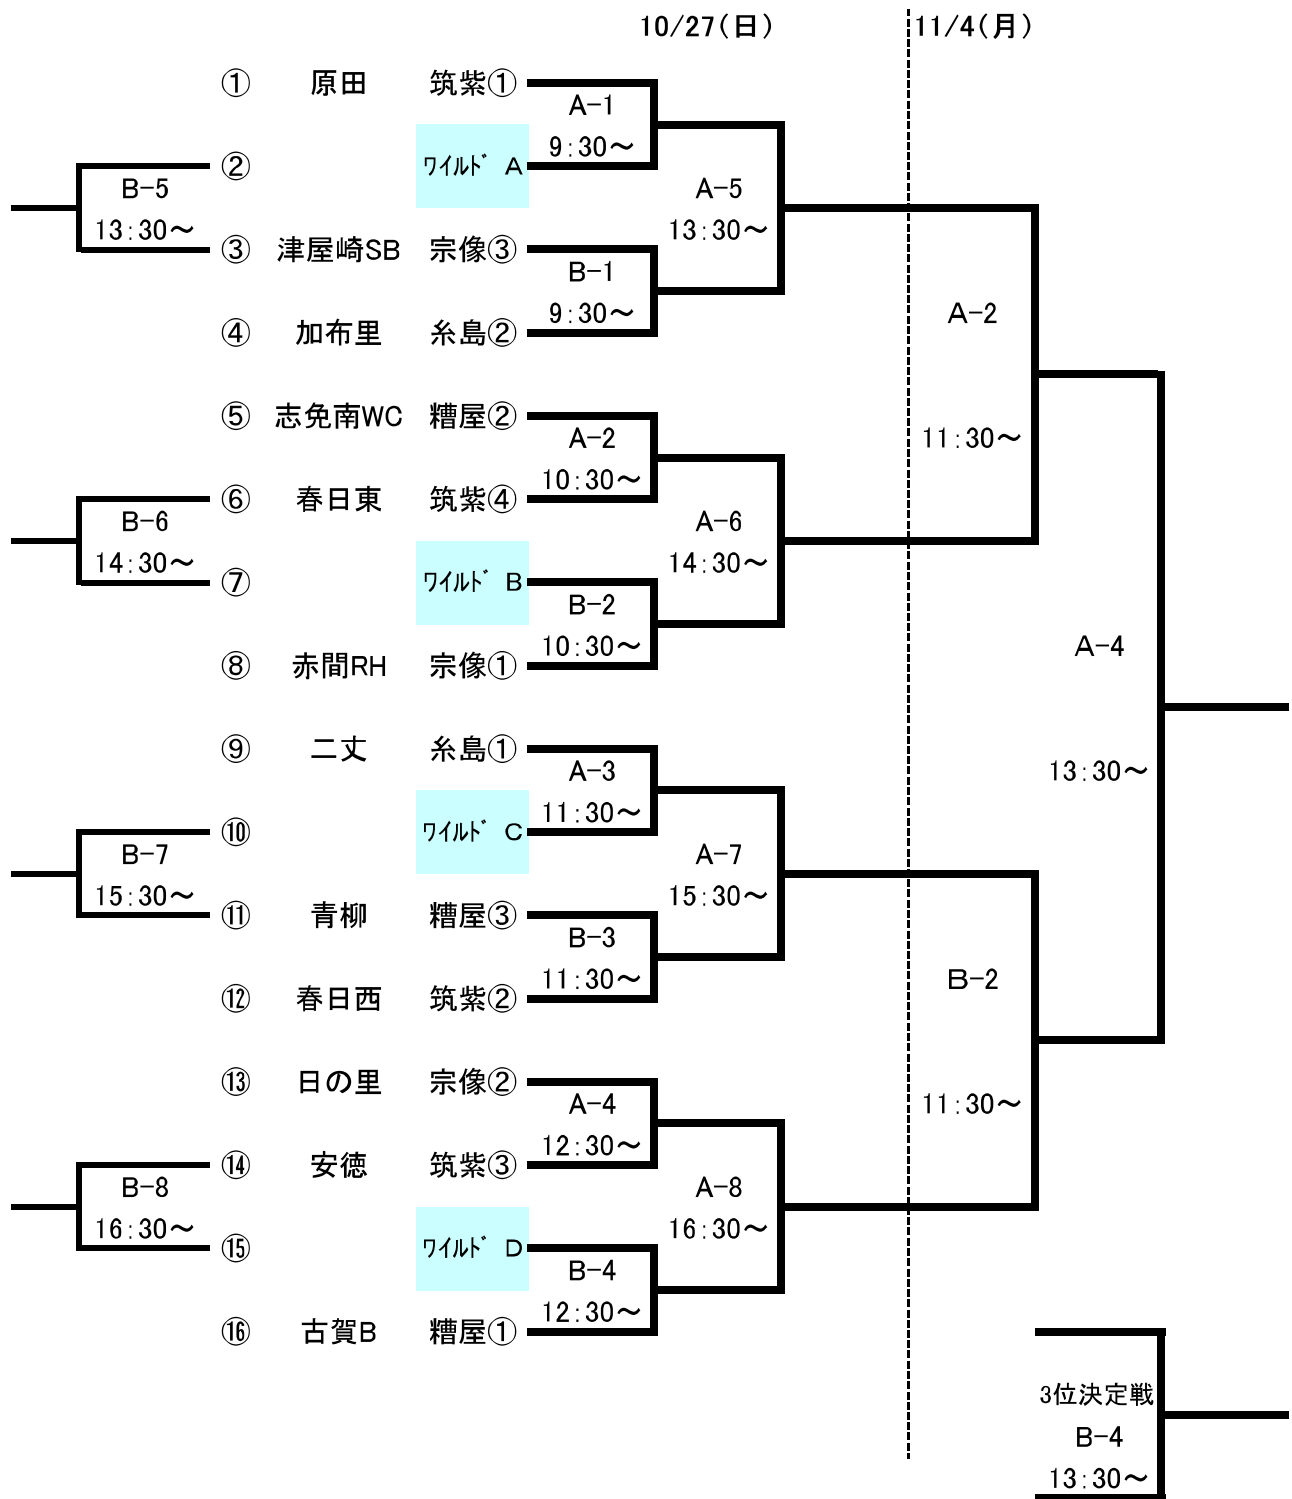 10/27(日) 11/4(月)
① 原田 筑紫①
A-1
9:30～
② ﾜｲﾙﾄﾞ A
B-5
13:30～
A-5
13:30～
③ 津屋崎SB 宗像③
B-1
9:30～
④ 加布里 糸島②
A-2
11:30～
⑤ 志免南WC 糟屋②
A-2
10:30～
⑥ 春日東 筑紫④
B-6
14:30～
A-6
14:30～
⑦ ﾜｲﾙﾄﾞ B
B-2
10:30～
⑧ 赤間RH 宗像①
A-4
13:30～
⑨ 二丈 糸島①
A-3
11:30～
⑩ ﾜｲﾙﾄﾞ C
B-7
15:30～
A-7
15:30～
⑪ 青柳 糟屋③
B-3
11:30～
⑫ 春日西 筑紫②
B-2
11:30～
⑬ 日の里 宗像②
A-4
12:30～
⑭ 安徳 筑紫③
B-8
16:30～
A-8
16:30～
⑮ ﾜｲﾙﾄﾞ D
B-4
12:30～
⑯ 古賀B 糟屋①
3位決定戦
B-4
13:30～